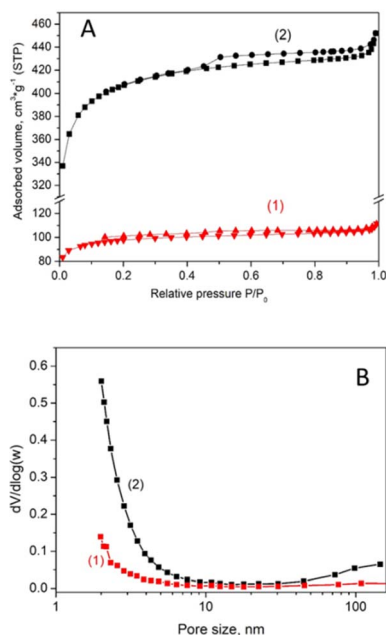 A
Adsorbed volume, cm³*g⁻¹ (STP)
460
440
420
400
380
360
340
320
120
100
80
(2)
(1)
0.0 0.2 0.4 0.6 0.8 1.0
Relative pressure P/P₀
B
dV/dlog(w)
0.6
0.5
0.4
0.3
0.2
0.1
0.0
(2)
(1)
1 10 100
Pore size, nm